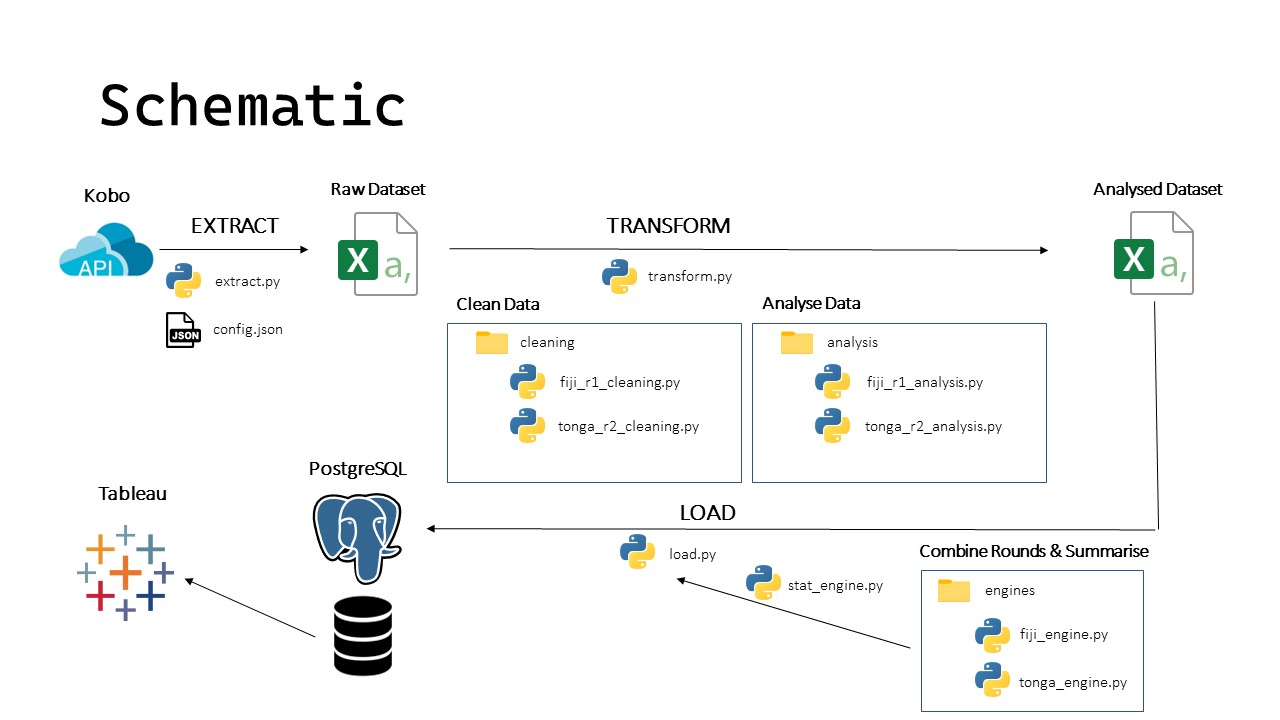 Schematic
Kobo
API
EXTRACT
extract.py
JSON
config.json
Raw Dataset
X a,
TRANSFORM
transform.py
Analysed Dataset
X a,
Clean Data
cleaning
fiji_r1_cleaning.py
tonga_r2_cleaning.py
Analyse Data
analysis
fiji_r1_analysis.py
tonga_r2_analysis.py
LOAD
load.py
stat_engine.py
Combine Rounds & Summarise
engines
fiji_engine.py
tonga_engine.py
PostgreSQL
Tableau